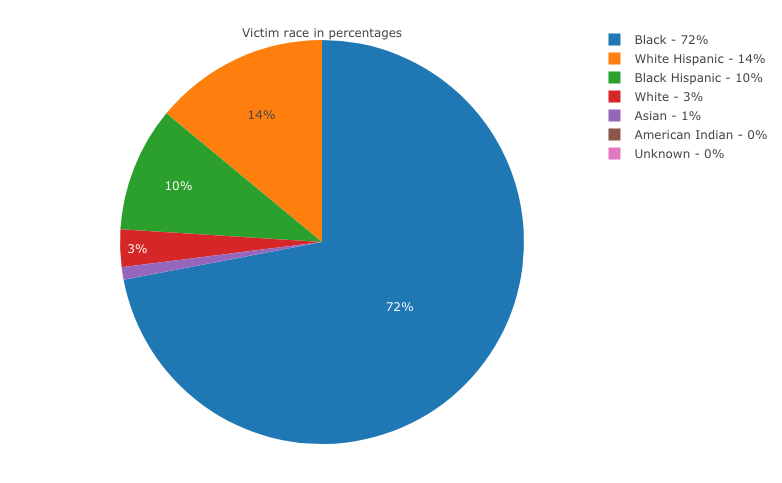 Victim race in percentages
Black - 72%
White Hispanic - 14%
Black Hispanic - 10%
White - 3%
Asian - 1%
American Indian - 0%
Unknown - 0%
14%
10%
3%
72%